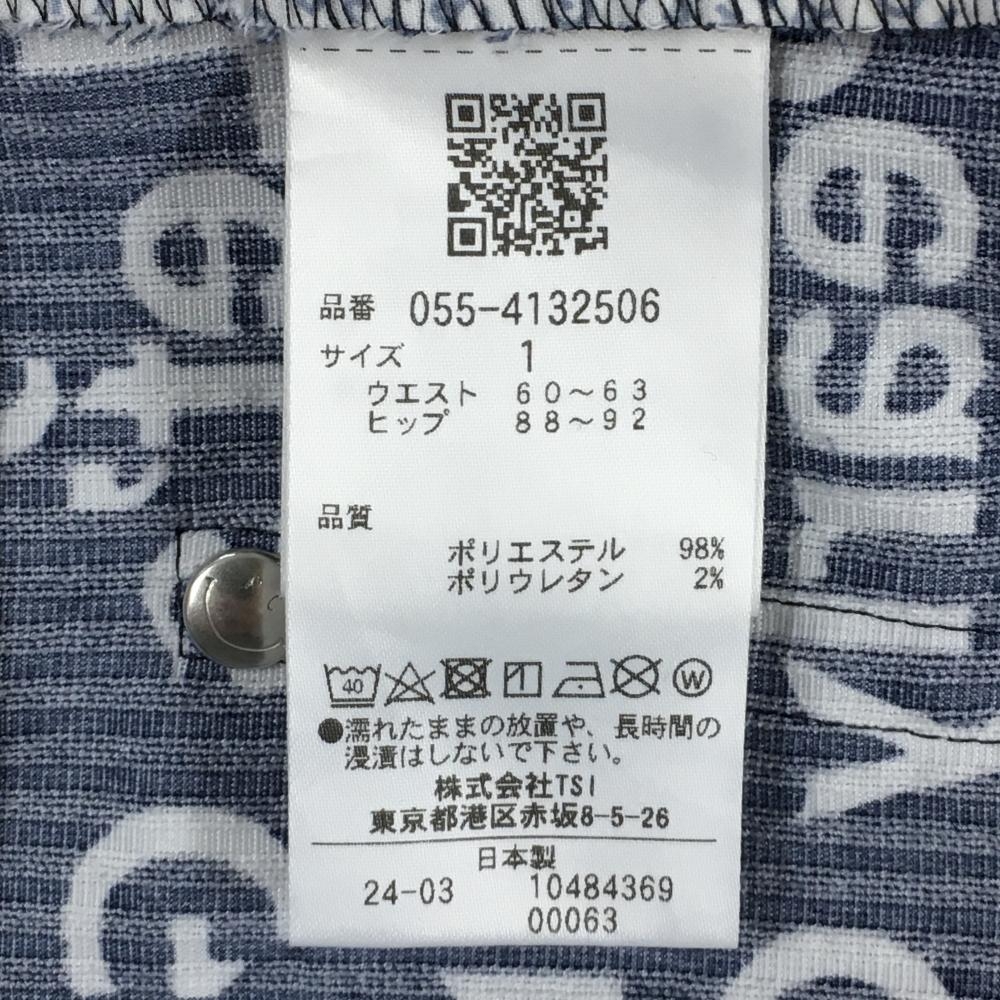 品番 055-4132506
サイズ 1
ウエスト 60〜63
ヒップ 88〜92
品質
ポリエステル 98%
ポリウレタン 2%
40
W
●濡れたままの放置や、長時間の
浸漬はしないで下さい。
株式会社TSI
東京都港区赤坂8-5-26
日本製
24-03 10484369
00063